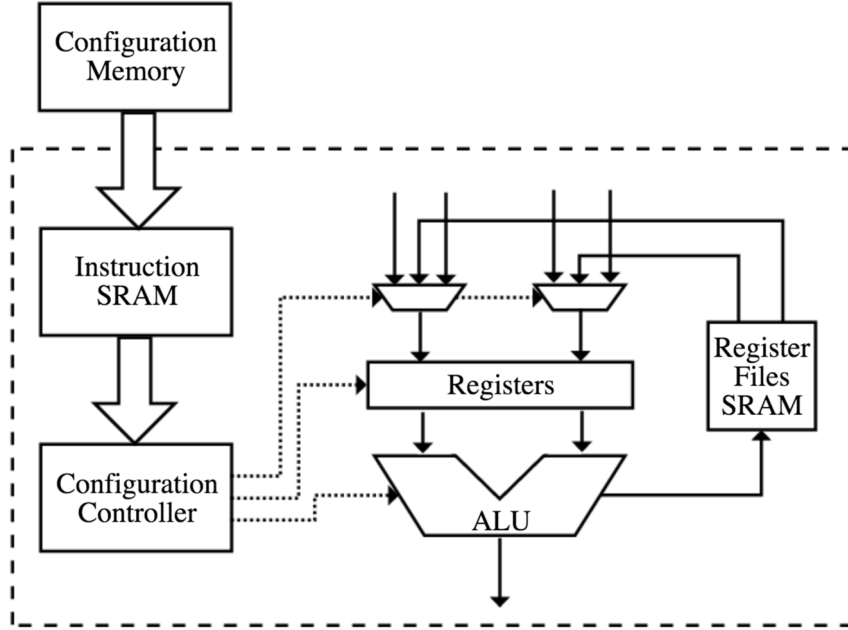 Configuration
Memory
Instruction
SRAM
Configuration
Controller
Registers
ALU
Register
Files
SRAM